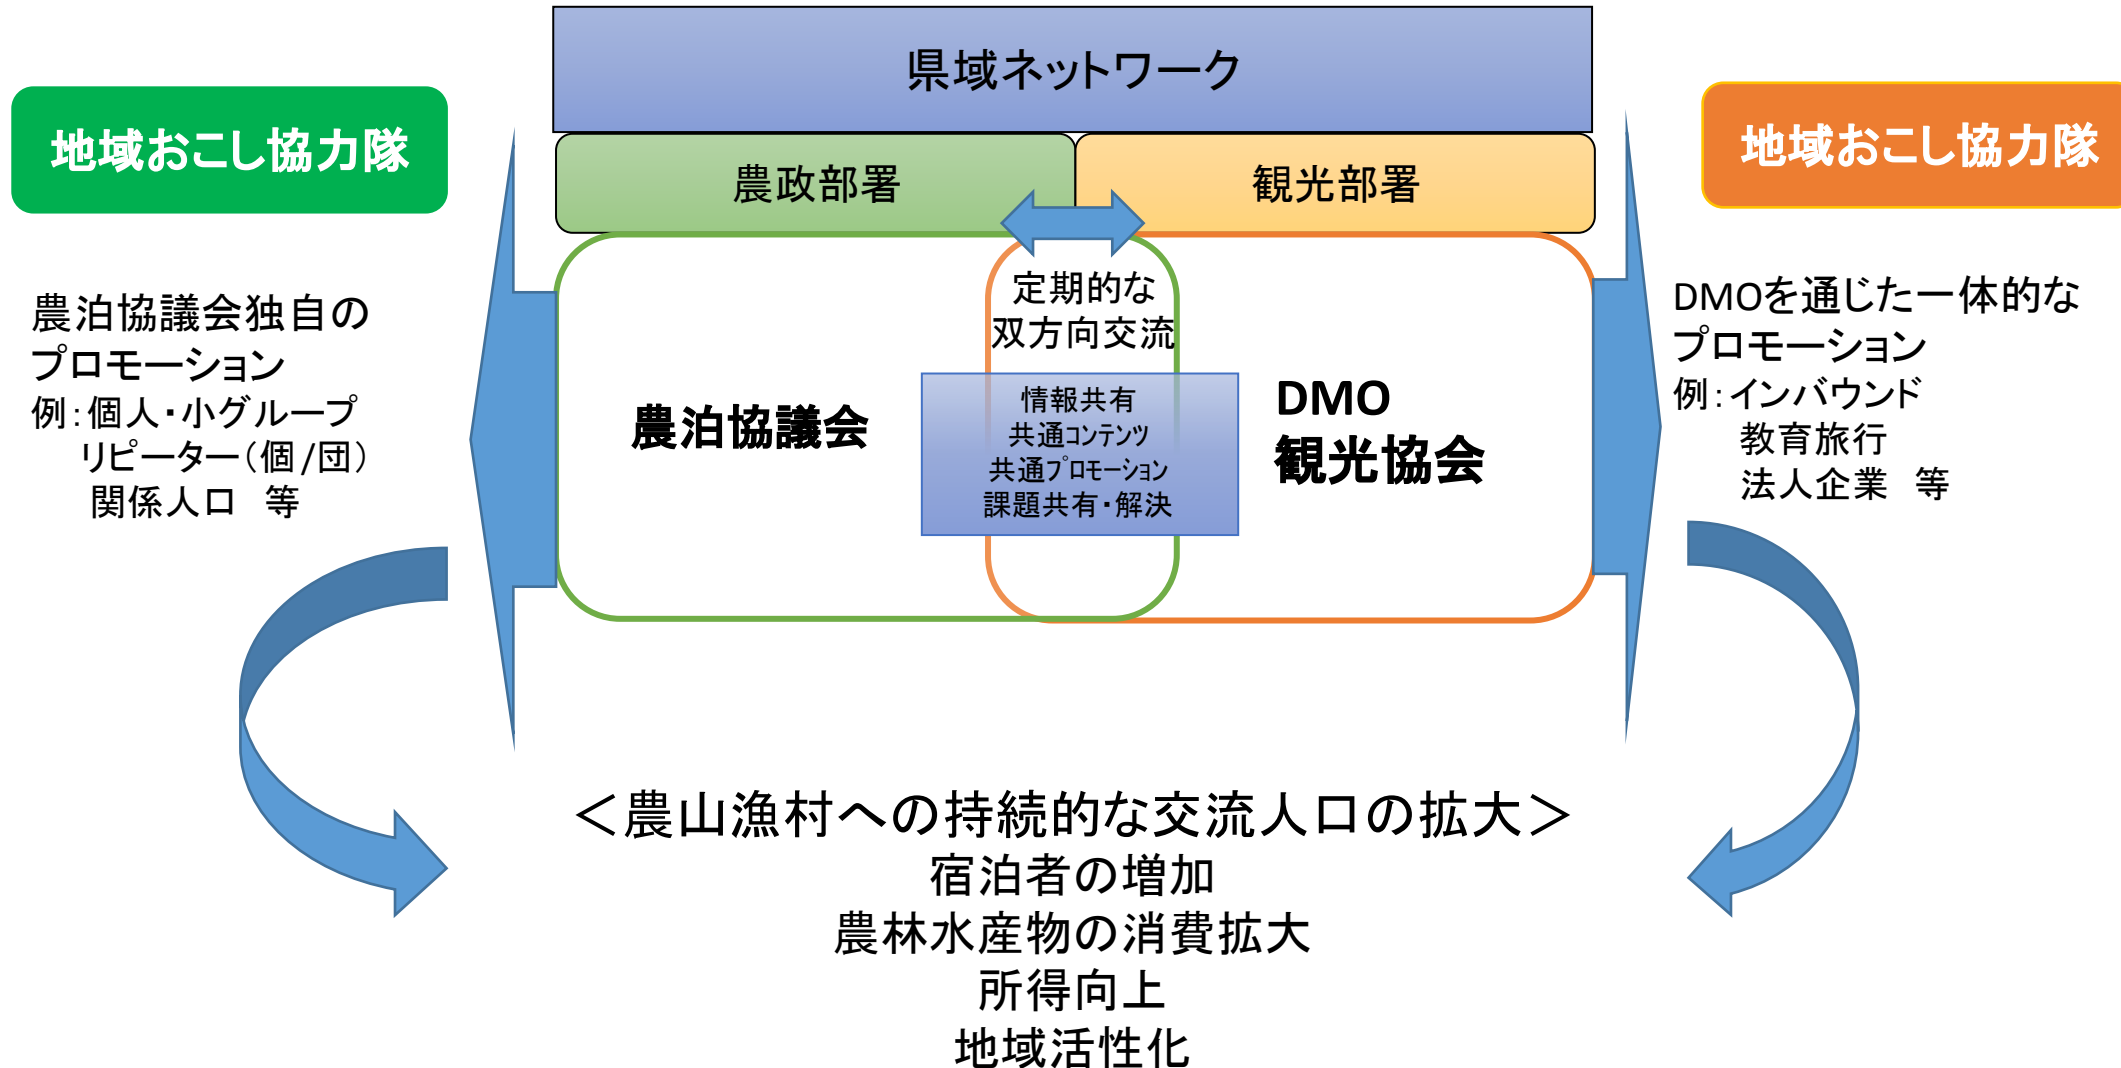 県域ネットワーク
地域おこし協力隊
農政部署
観光部署
地域おこし協力隊
農泊協議会独自の
プロモーション
例：個人・小グループ
リピーター（個/団）
関係人口　等
定期的な
双方向交流
農泊協議会
情報共有
共通コンテンツ
共通プロモーション
課題共有・解決
DMO
観光協会
DMOを通じた一体的な
プロモーション
例：インバウンド
教育旅行
法人企業　等
＜農山漁村への持続的な交流人口の拡大＞
宿泊者の増加
農林水産物の消費拡大
所得向上
地域活性化